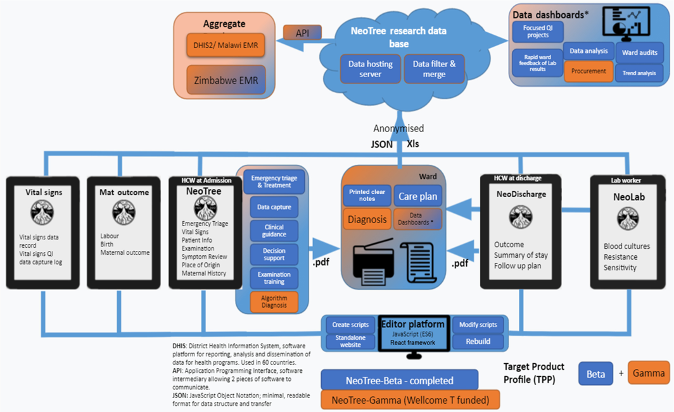 Aggregate
DHIS2/ Malawi EMR
Zimbabwe EMR
API
NeoTree research data
base
Data hosting
server
Data filter &
merge
Data dashboards*
Focused QI
projects
Rapid ward
feedback of Lab
results
Data analysis
Procurement
Ward audits
Trend analysis
Anonymised
JSON
Xls
Vital signs
Vital signs data
record
Vital signs QI
data capture log
Mat outcome
Labour
Birth
Maternal outcome
HCW at Admission
NeoTree
Emergency Triage
Vital Signs
Patient Info
Examination
Symptom Review
Place of Origin
Maternal History
Emergency triage
& Treatment
Data capture
Clinical
guidance
Decision
support
Examination
training
Algorithm
Diagnosis
.pdf
Ward
Printed clear
notes
Care plan
Diagnosis
Data
Dashboards *
.pdf
HCW at discharge
NeoDischarge
Outcome
Summary of stay
Follow up plan
Lab worker
NeoLab
Blood cultures
Resistance
Sensitivity
Create scripts
Standalone
website
Editor platform
JavaScript (ES6)
React framework
Modify scripts
Rebuild
DHIS: District Health Information System, software
platform for reporting, analysis and dissemination of
data for health programs. Used in 60 countries.
API: Application Programming Interface, software
intermediary allowing 2 pieces of software to
communicate.
JSON: JavaScript Object Notation; minimal, readable
format for data structure and transfer
NeoTree-Beta - completed
NeoTree-Gamma (Wellcome T funded)
Target Product
Profile (TPP)
Beta
+
Gamma